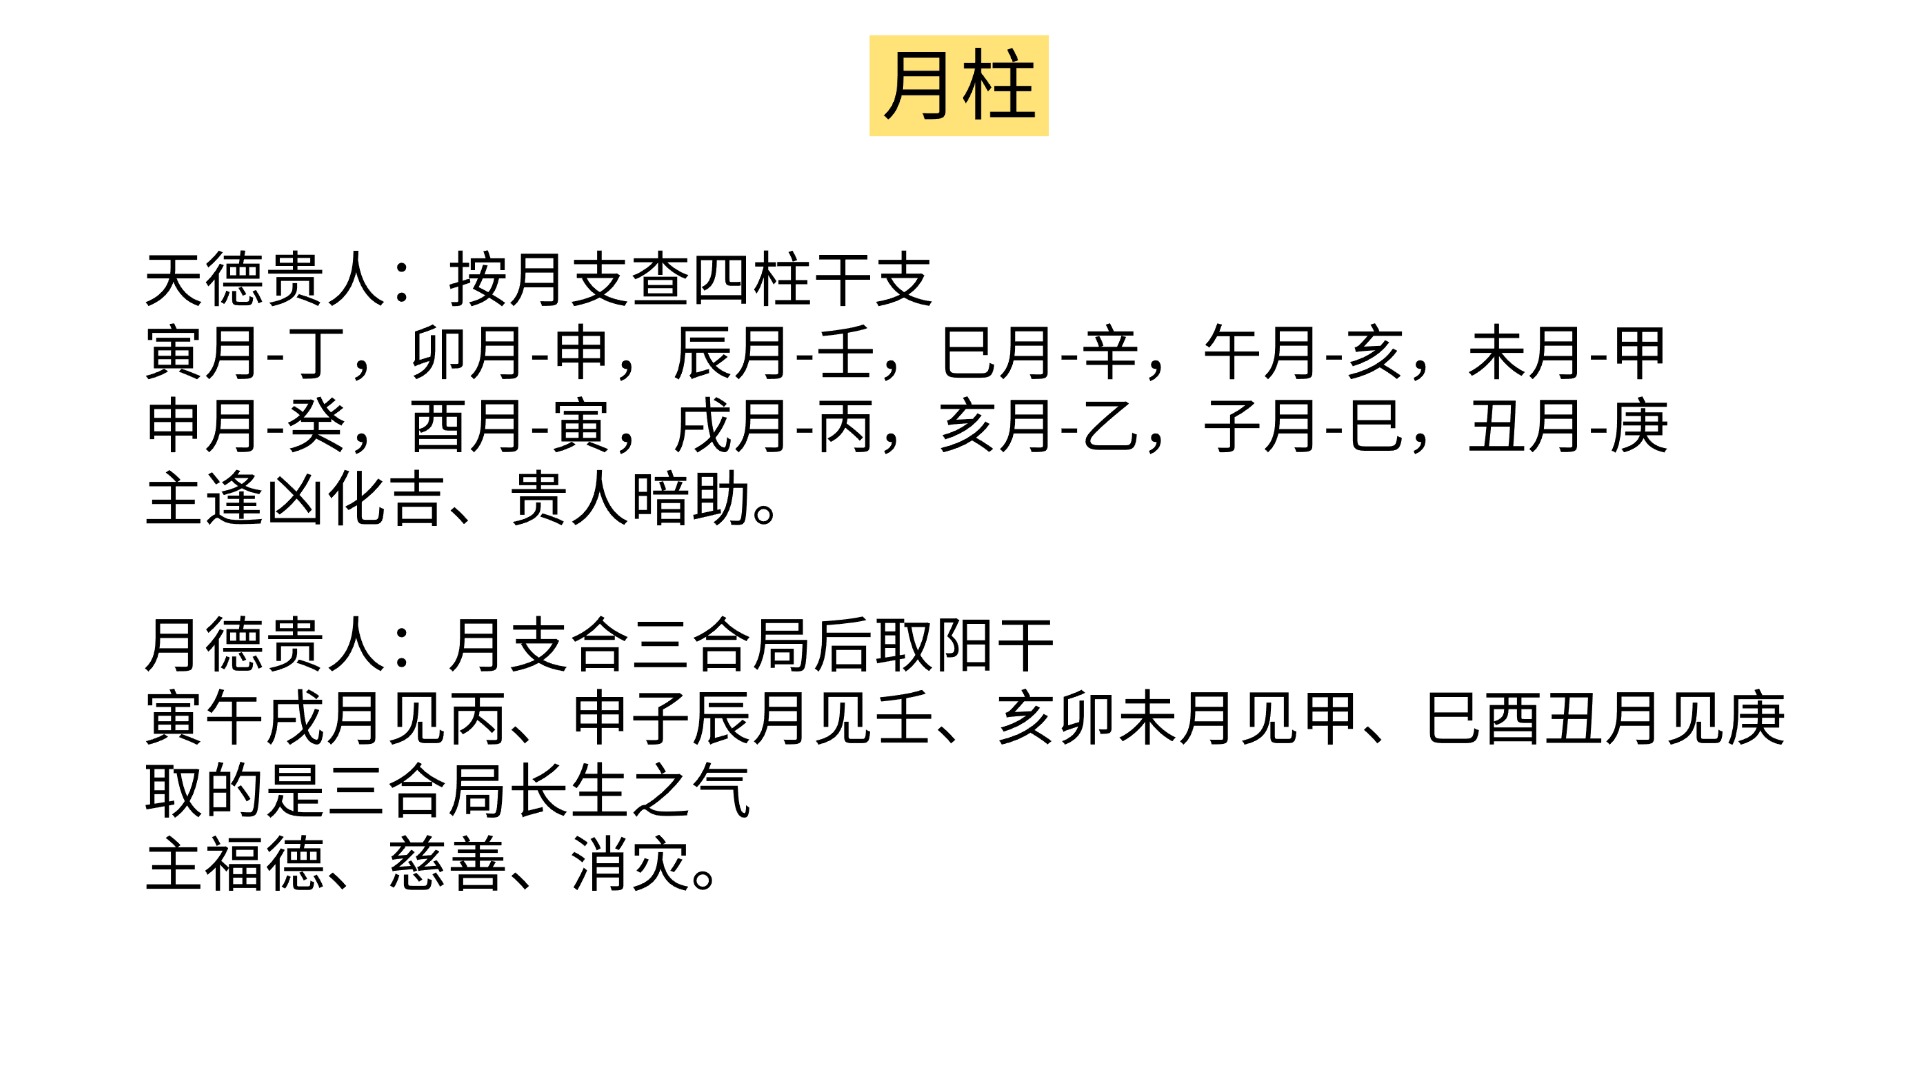 月柱
天德贵人：按月支查四柱干支
寅月-丁，卯月-申，辰月-壬，巳月-辛，午月-亥，未月-甲
申月-癸，酉月-寅，戌月-丙，亥月-乙，子月-巳，丑月-庚
主逢凶化吉、贵人暗助。
月德贵人：月支合三合局后取阳干
寅午戌月见丙、申子辰月见壬、亥卯未月见甲、巳酉丑月见庚
取的是三合局长生之气
主福德、慈善、消灾。